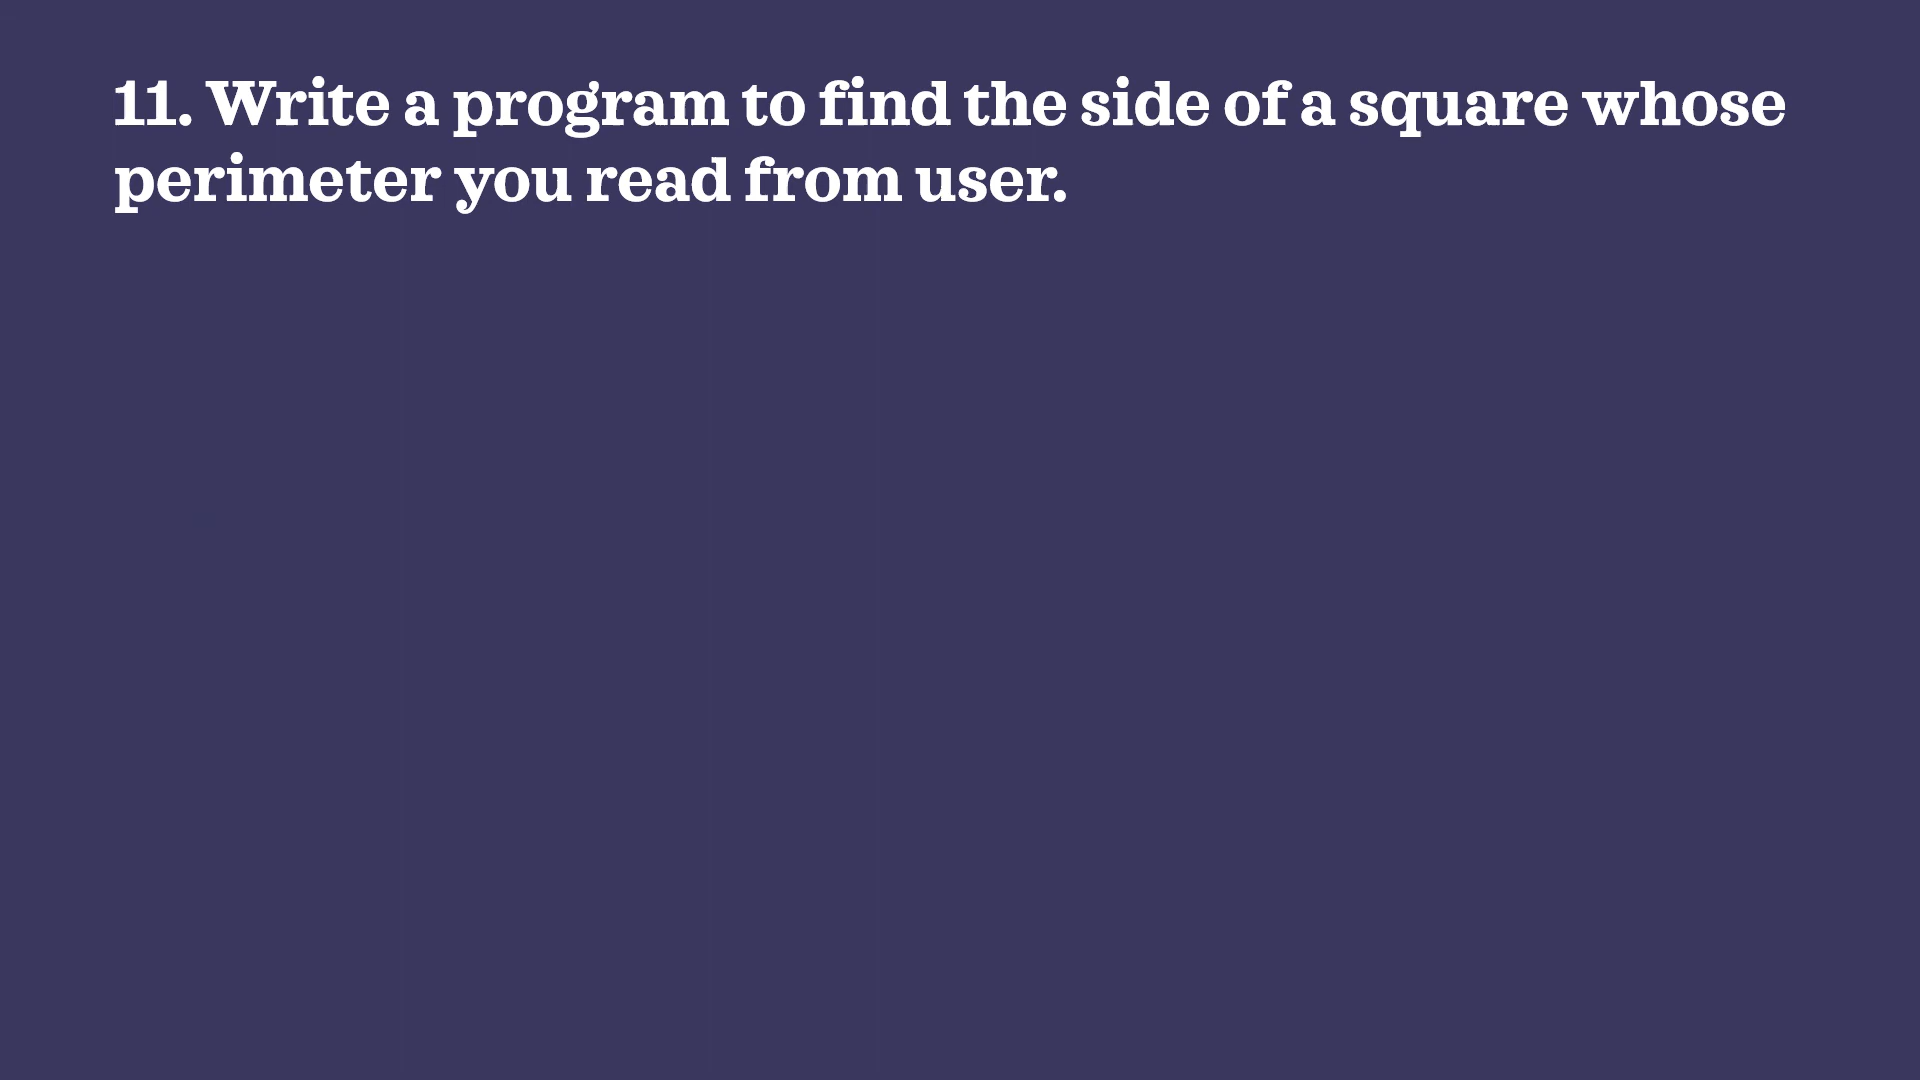 11. Write a program to find the side of a square whose
perimeter you read from user.